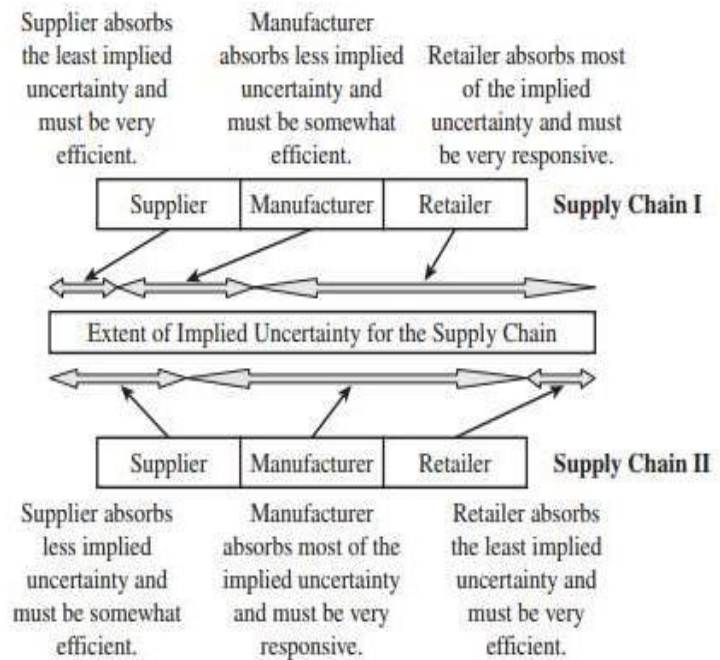 Supplier absorbs
the least implied
uncertainty and
must be very
efficient.
Manufacturer
absorbs less implied
uncertainty and
must be somewhat
efficient.
Retailer absorbs most
of the implied
uncertainty and must
be very responsive.
Supplier
Manufacturer
Retailer
Supply Chain I
Extent of Implied Uncertainty for the Supply Chain
Supplier
Manufacturer
Retailer
Supply Chain II
Supplier absorbs
less implied
uncertainty and
must be somewhat
efficient.
Manufacturer
absorbs most of the
implied uncertainty
and must be very
responsive.
Retailer absorbs
the least implied
uncertainty and
must be very
efficient.